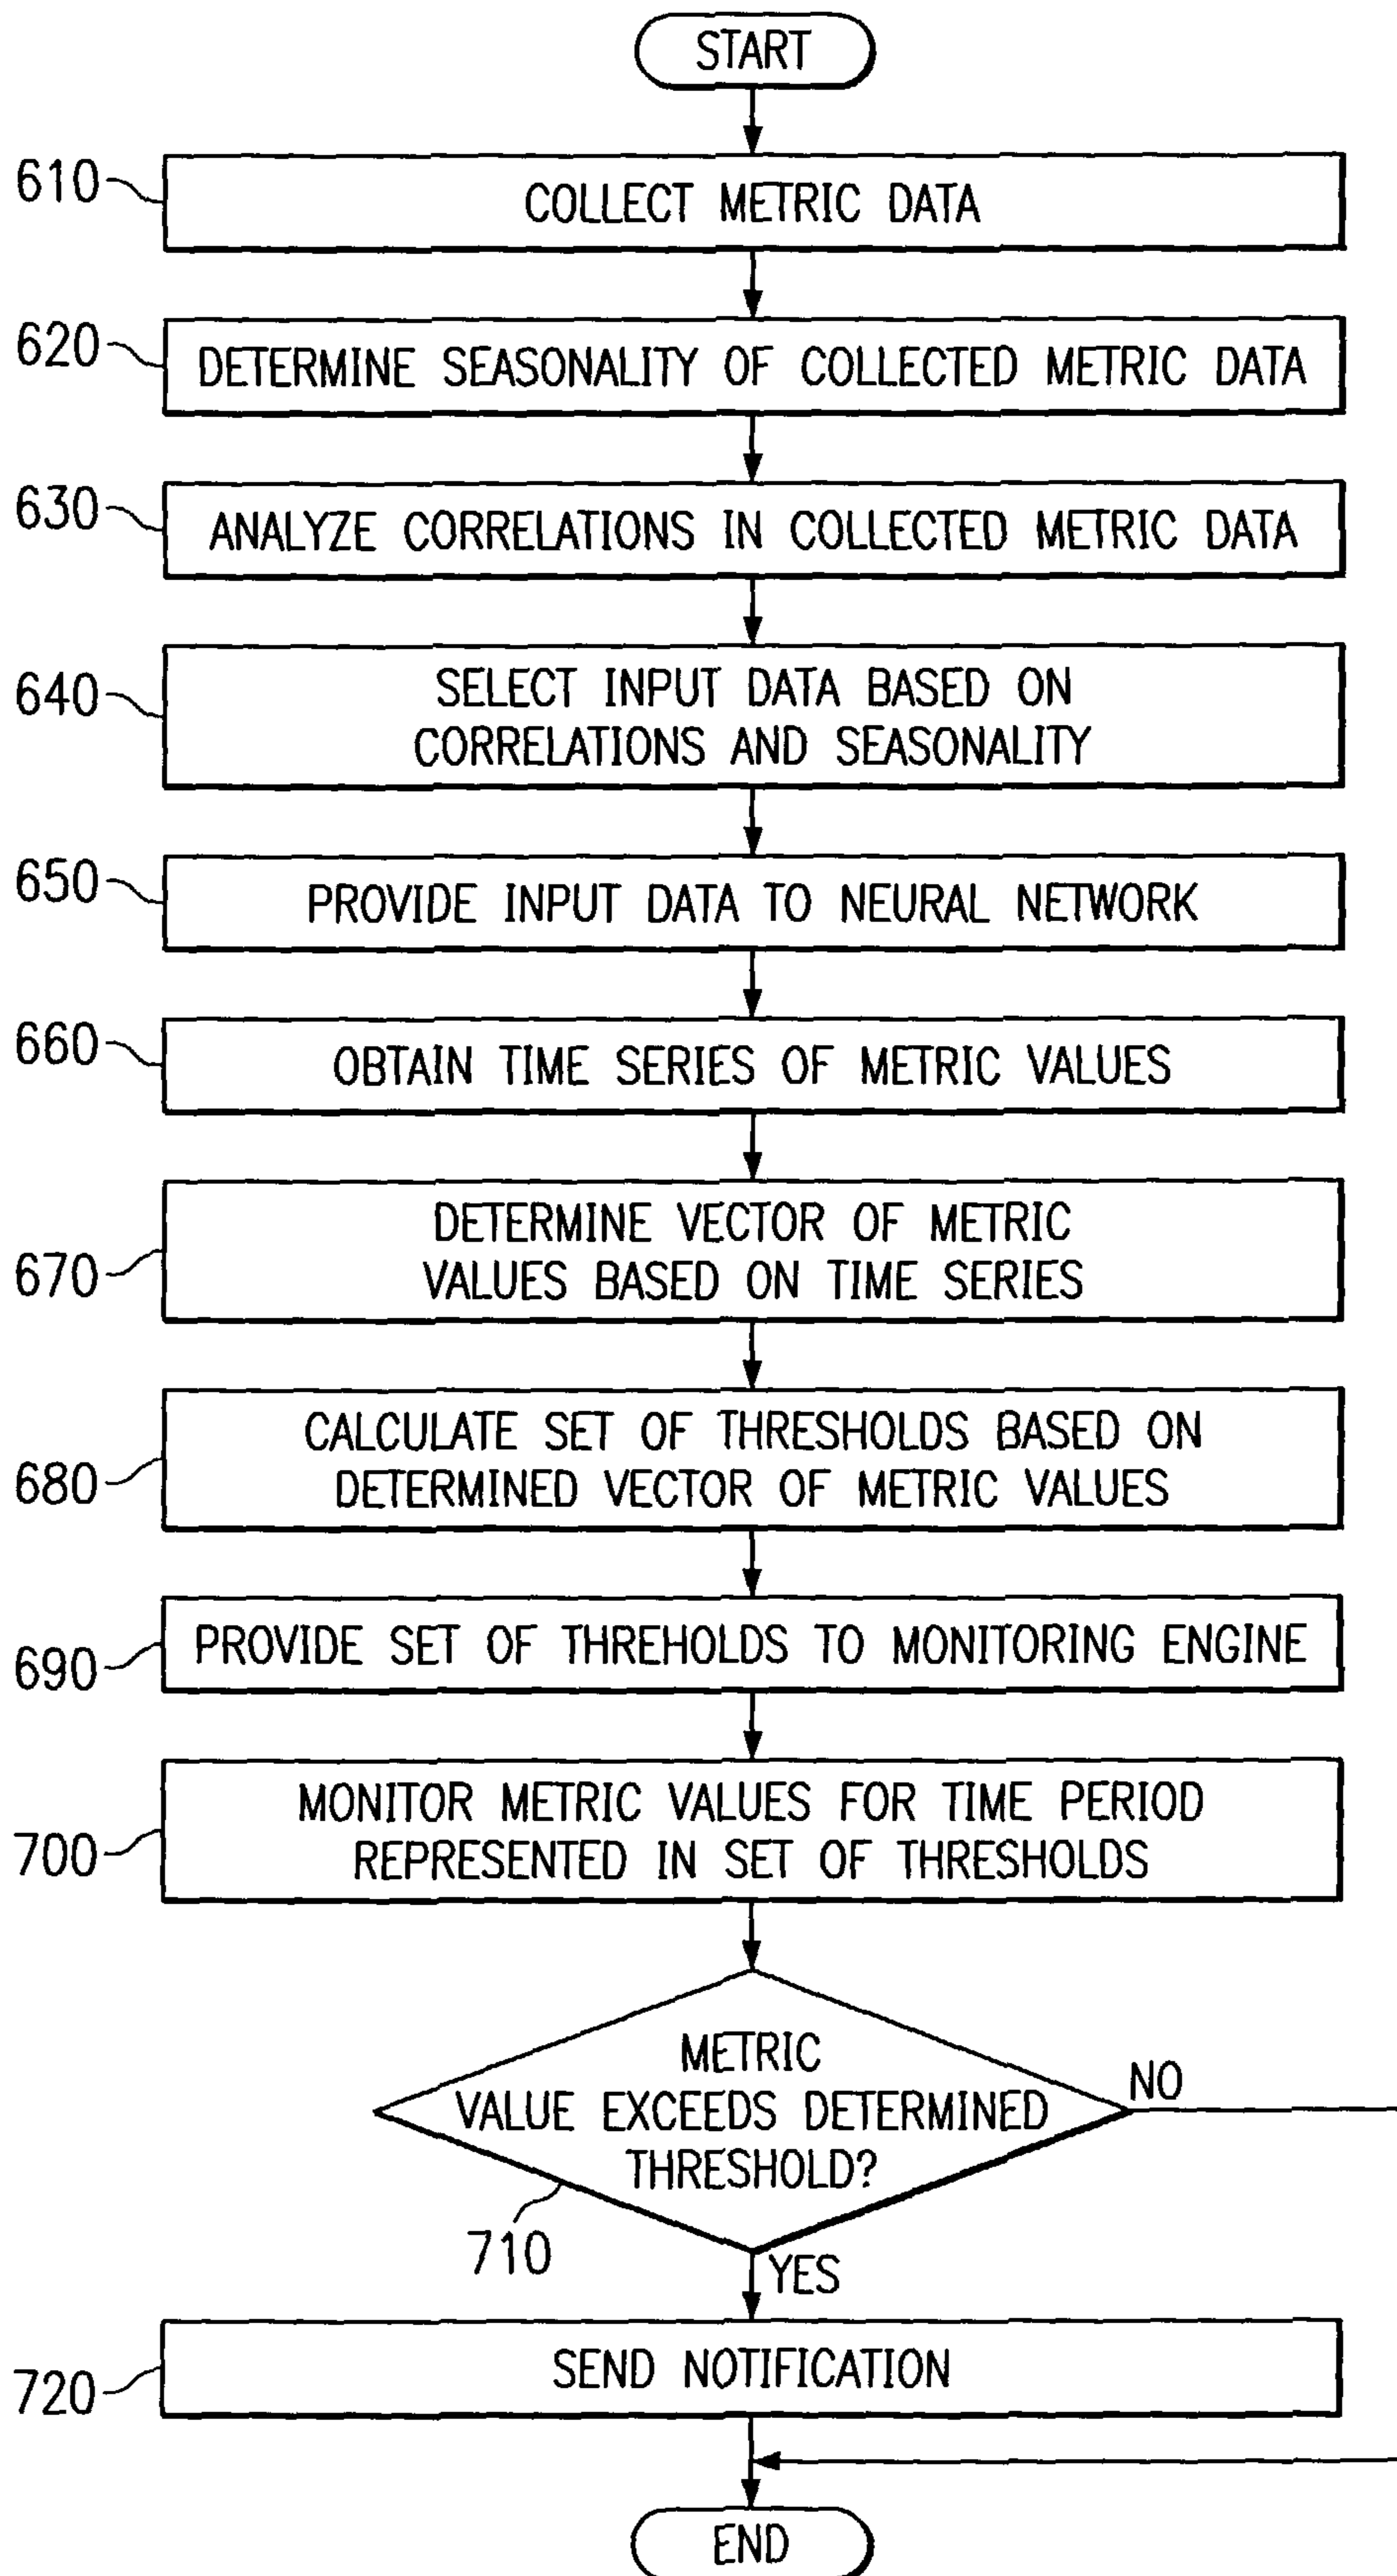 START
610
COLLECT METRIC DATA
620
DETERMINE SEASONALITY OF COLLECTED METRIC DATA
630
ANALYZE CORRELATIONS IN COLLECTED METRIC DATA
640
SELECT INPUT DATA BASED ON
CORRELATIONS AND SEASONALITY
650
PROVIDE INPUT DATA TO NEURAL NETWORK
660
OBTAIN TIME SERIES OF METRIC VALUES
670
DETERMINE VECTOR OF METRIC
VALUES BASED ON TIME SERIES
680
CALCULATE SET OF THRESHOLDS BASED ON
DETERMINED VECTOR OF METRIC VALUES
690
PROVIDE SET OF THREHOLDS TO MONITORING ENGINE
700
MONITOR METRIC VALUES FOR TIME PERIOD
REPRESENTED IN SET OF THRESHOLDS
METRIC
VALUE EXCEEDS DETERMINED
THRESHOLD?
NO
710
YES
720
SEND NOTIFICATION
END